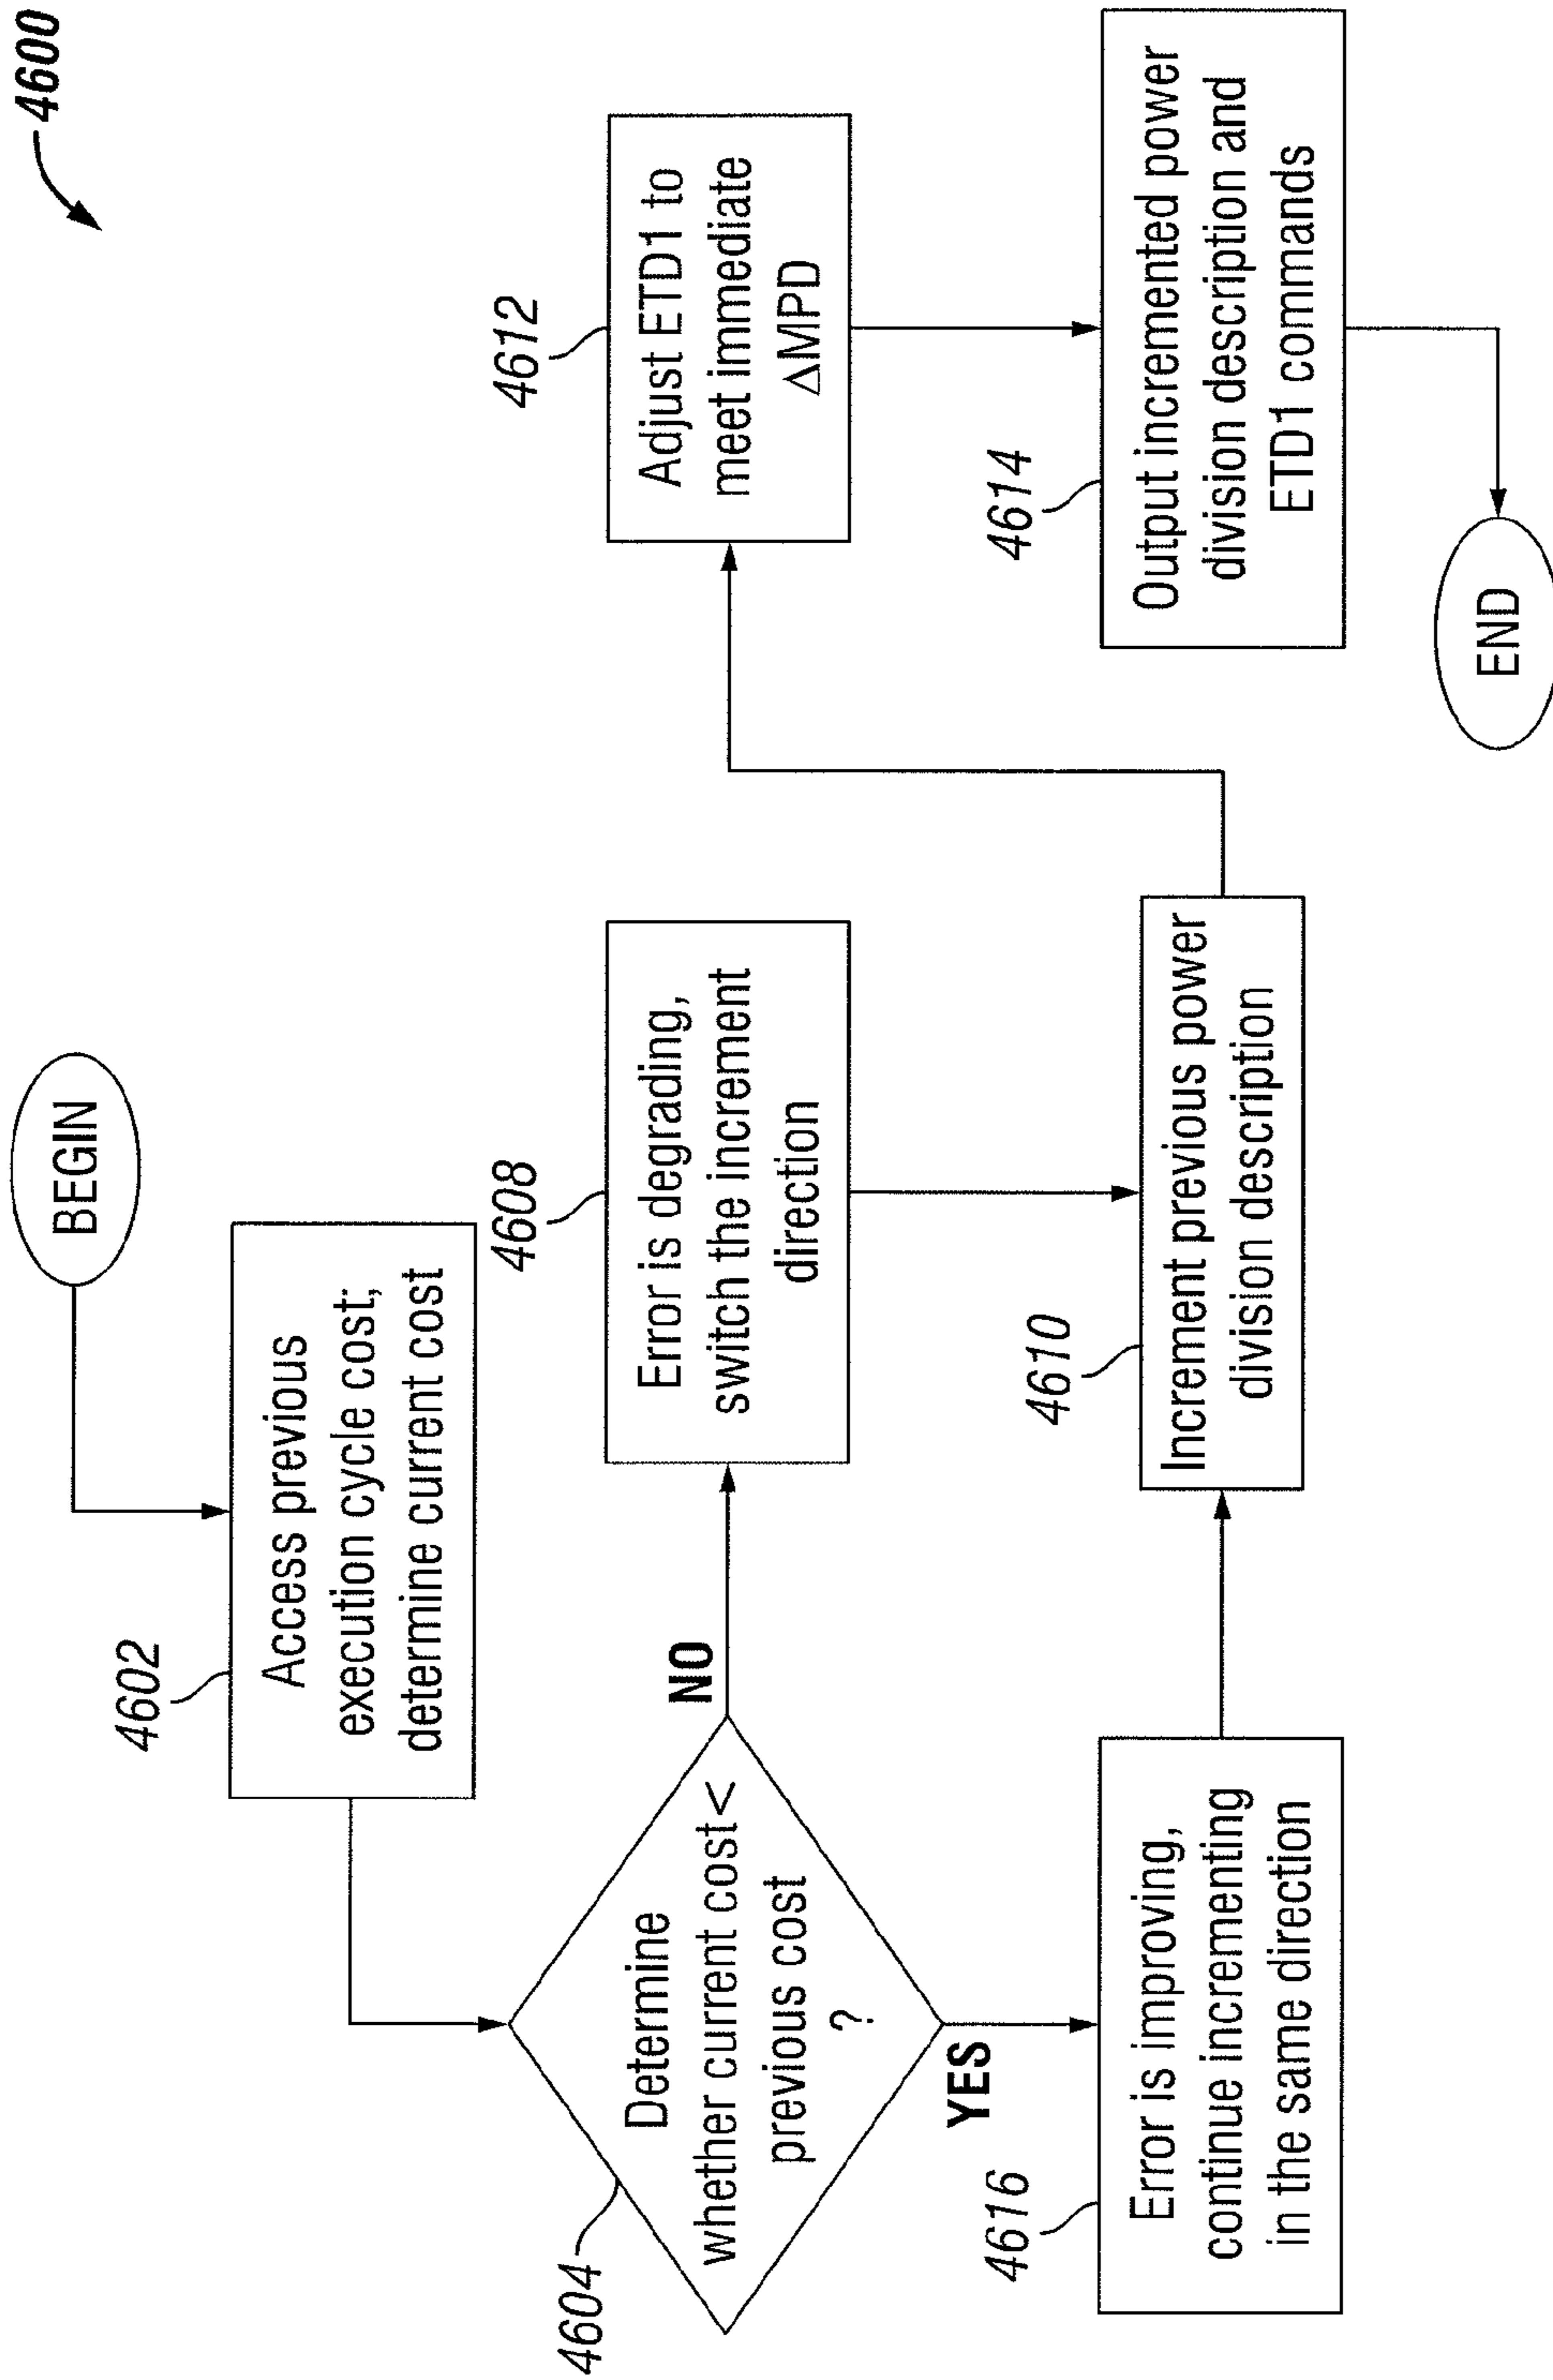 4600
BEGIN
4602
Access previous
execution cycle cost;
determine current cost
4604
Determine
whether current cost <
previous cost
?
NO
YES
4608
Error is degrading,
switch the increment
direction
4616
Error is improving,
continue incrementing
in the same direction
4610
Increment previous power
division description
4612
Adjust ETD1 to
meet immediate
ΔMPD
4614
Output incremented power
division description and
ETD1 commands
END